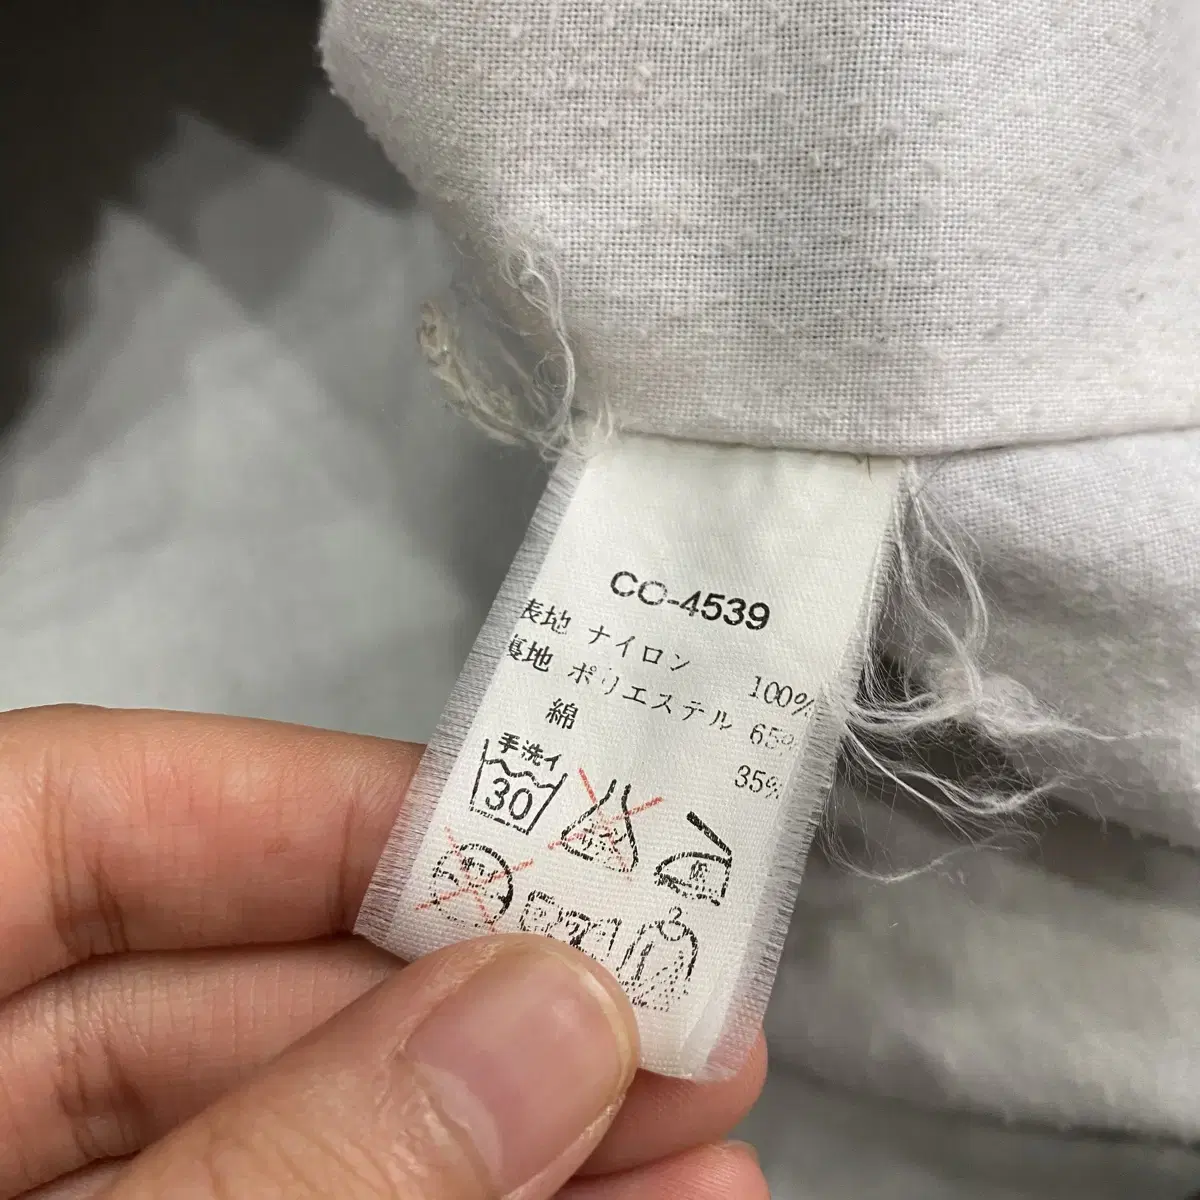 CO-4539
表地 ナイロン 100%
裏地 ポリエステル 65%
綿 35%
手洗イ
30